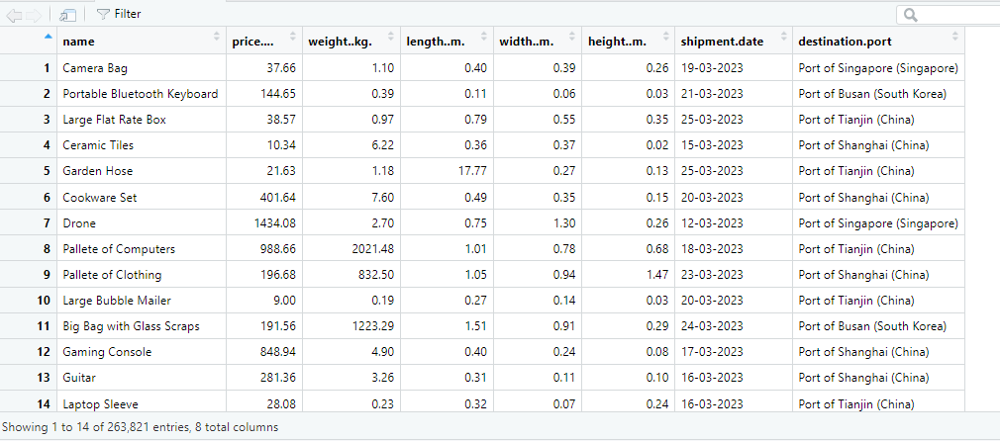 Filter
name price.... weight..kg. length..m. width..m. height..m. shipment.date destination.port
1 Camera Bag 37.66 1.10 0.40 0.39 0.26 19-03-2023 Port of Singapore (Singapore)
2 Portable Bluetooth Keyboard 144.65 0.39 0.11 0.06 0.03 21-03-2023 Port of Busan (South Korea)
3 Large Flat Rate Box 38.57 0.97 0.79 0.55 0.35 25-03-2023 Port of Tianjin (China)
4 Ceramic Tiles 10.34 6.22 0.36 0.37 0.02 15-03-2023 Port of Shanghai (China)
5 Garden Hose 21.63 1.18 17.77 0.27 0.13 25-03-2023 Port of Tianjin (China)
6 Cookware Set 401.64 7.60 0.49 0.35 0.15 20-03-2023 Port of Shanghai (China)
7 Drone 1434.08 2.70 0.75 1.30 0.26 12-03-2023 Port of Singapore (Singapore)
8 Pallete of Computers 988.66 2021.48 1.01 0.78 0.68 18-03-2023 Port of Tianjin (China)
9 Pallete of Clothing 196.68 832.50 1.05 0.94 1.47 23-03-2023 Port of Shanghai (China)
10 Large Bubble Mailer 9.00 0.19 0.27 0.14 0.03 20-03-2023 Port of Tianjin (China)
11 Big Bag with Glass Scraps 191.56 1223.29 1.51 0.91 0.29 24-03-2023 Port of Busan (South Korea)
12 Gaming Console 848.94 4.90 0.40 0.24 0.08 17-03-2023 Port of Shanghai (China)
13 Guitar 281.36 3.26 0.31 0.11 0.10 16-03-2023 Port of Shanghai (China)
14 Laptop Sleeve 28.08 0.23 0.32 0.07 0.24 16-03-2023 Port of Tianjin (China)
Showing 1 to 14 of 263,821 entries, 8 total columns